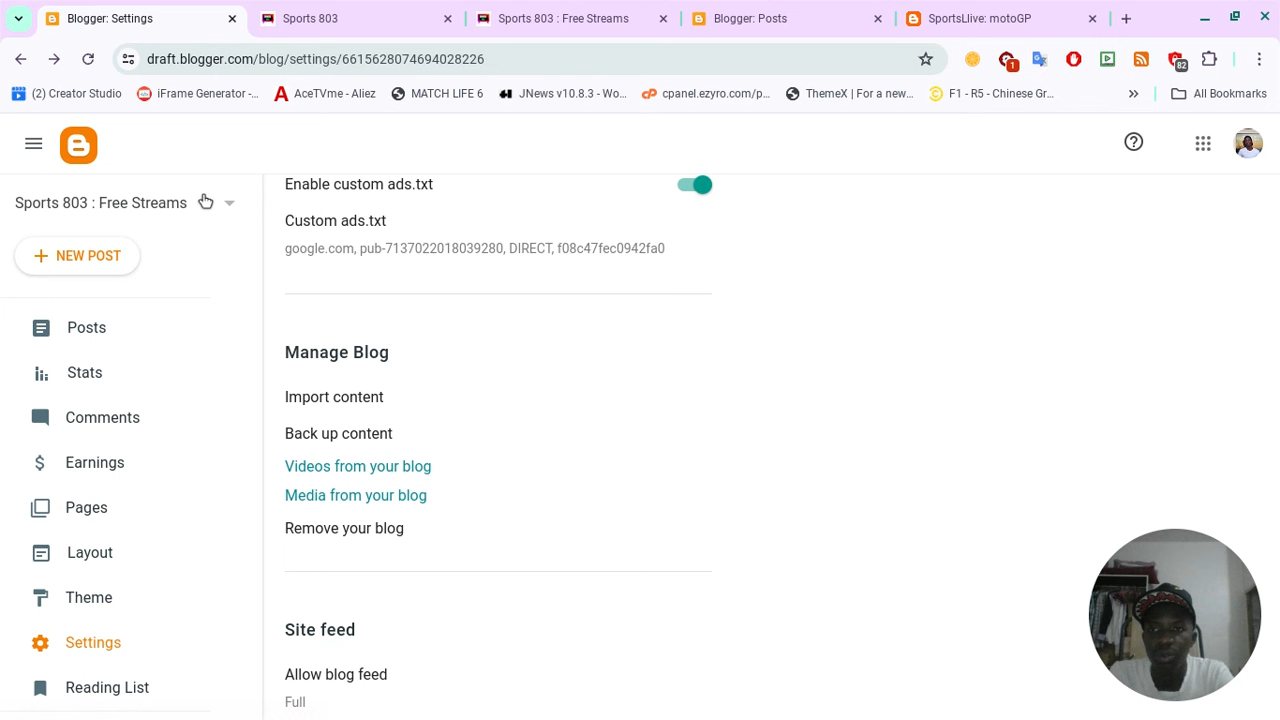 Blogger: Settings
Sports 803
Sports 803 : Free Streams
Blogger: Posts
SportsLlive: motoGP
draft.blogger.com/blog/settings/6615628074694028226
1
82
(2) Creator Studio
iFrame Generator -...
AceTVme - Aliez
MATCH LIFE 6
JNews v10.8.3 - Wo...
cpanel.ezyro.com/p...
ThemeX | For a new...
F1 - R5 - Chinese Gr...
All Bookmarks
Sports 803 : Free Streams
NEW POST
Posts
Stats
Comments
Earnings
Pages
Layout
Theme
Settings
Reading List
Enable custom ads.txt
Custom ads.txt
google.com, pub-7137022018039280, DIRECT, f08c47fec0942fa0
Manage Blog
Import content
Back up content
Videos from your blog
Media from your blog
Remove your blog
Site feed
Allow blog feed
Full